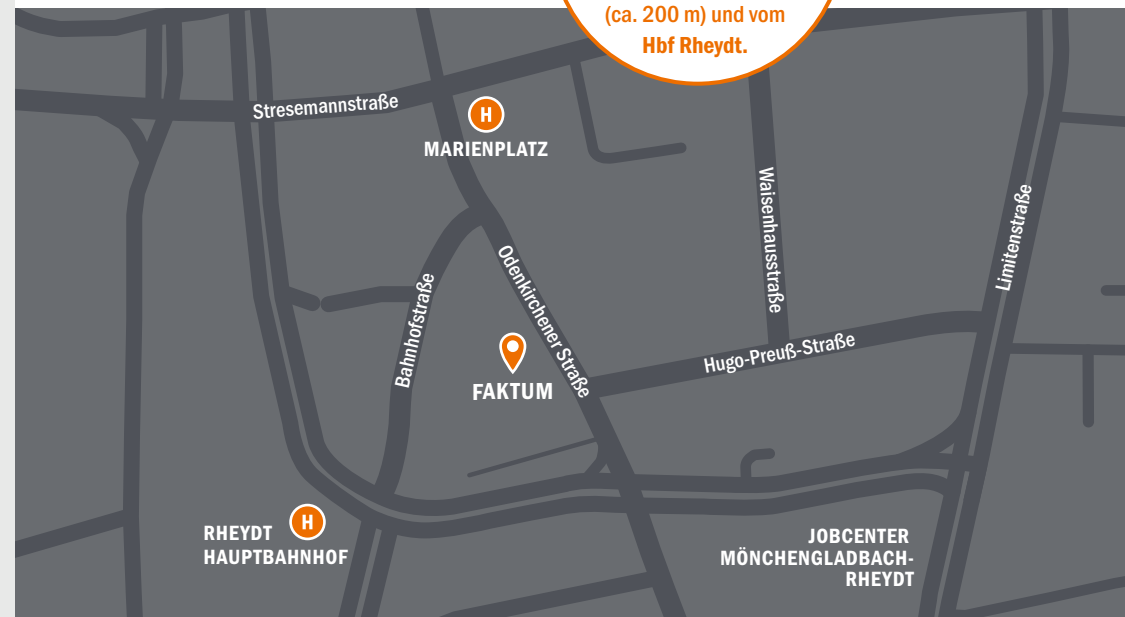 (ca. 200 m) und vom
Hbf Rheydt.
Stresemannstraße
H
MARIENPLATZ
Waisenhausstraße
Limitenstraße
Odenkirchener Straße
Bahnhofstraße
Hugo-Preuß-Straße
FAKTUM
H
RHEYDT
HAUPTBAHNHOF
JOBCENTER
MÖNCHENGLADBACH-
RHEYDT